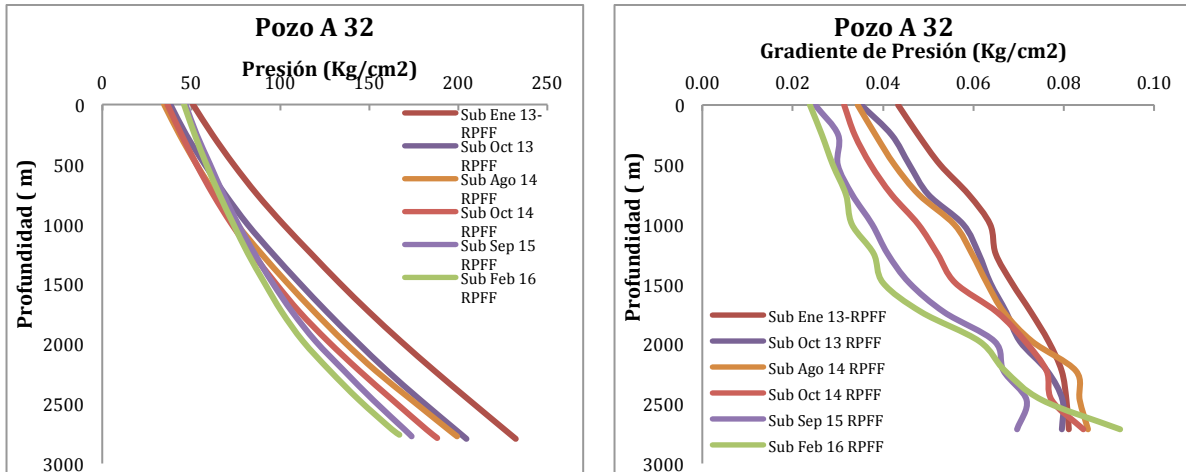 Pozo A 32
Presión (Kg/cm2)
0 50 100 150 200 250
0
500
1000
1500
2000
2500
3000
Profundidad ( m)
Sub Ene 13-
RPFF
Sub Oct 13
RPFF
Sub Ago 14
RPFF
Sub Oct 14
RPFF
Sub Sep 15
RPFF
Sub Feb 16
RPFF
Pozo A 32
Gradiente de Presión (Kg/cm2)
0.00 0.02 0.04 0.06 0.08 0.10
0
500
1000
1500
2000
2500
3000
Profundidad ( m)
Sub Ene 13-RPFF
Sub Oct 13 RPFF
Sub Ago 14 RPFF
Sub Oct 14 RPFF
Sub Sep 15 RPFF
Sub Feb 16 RPFF